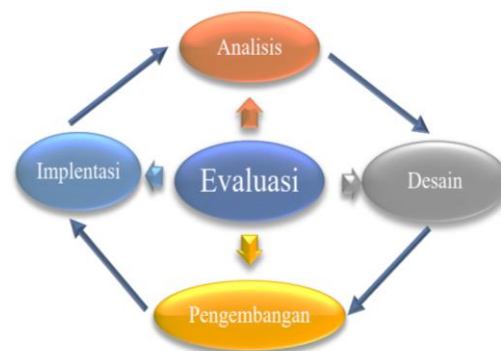 Analisis
Implentasi
Evaluasi
Desain
Pengembangan